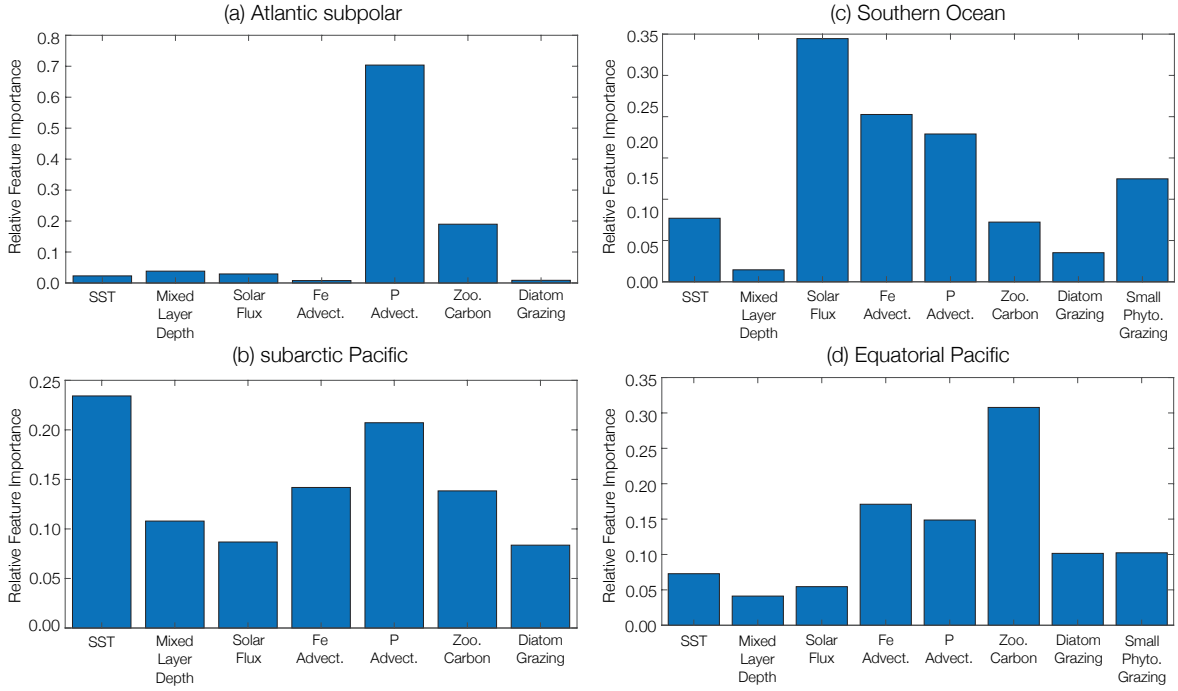 (a) Atlantic subpolar
Relative Feature Importance
0.8
0.7
0.6
0.5
0.4
0.3
0.2
0.1
0.0
SST
Mixed
Layer
Depth
Solar
Flux
Fe
Advect.
P
Advect.
Zoo.
Carbon
Diatom
Grazing
(b) subarctic Pacific
Relative Feature Importance
0.25
0.20
0.15
0.10
0.05
0.00
SST
Mixed
Layer
Depth
Solar
Flux
Fe
Advect.
P
Advect.
Zoo.
Carbon
Diatom
Grazing
(c) Southern Ocean
Relative Feature Importance
0.35
0.30
0.20
0.15
0.10
0.05
0.00
SST
Mixed
Layer
Depth
Solar
Flux
Fe
Advect.
P
Advect.
Zoo.
Carbon
Diatom
Grazing
Small
Phyto.
Grazing
(d) Equatorial Pacific
Relative Feature Importance
0.35
0.30
0.30
0.20
0.15
0.10
0.05
0.00
SST
Mixed
Layer
Depth
Solar
Flux
Fe
Advect.
P
Advect.
Zoo.
Carbon
Diatom
Grazing
Small
Phyto.
Grazing